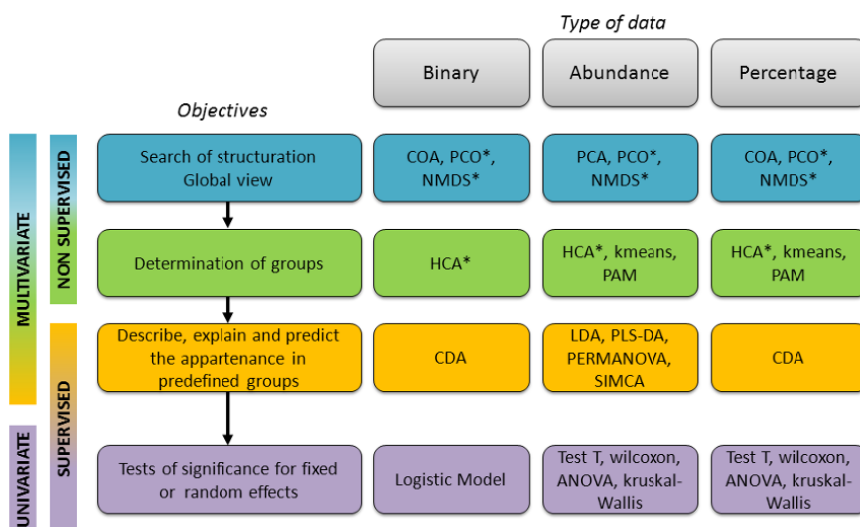 Type of data
Binary
Abundance
Percentage
Objectives
MULTIVARIATE
NON SUPERVISED
Search of structuration
Global view
COA, PCO*,
NMDS*
PCA, PCO*,
NMDS*
COA, PCO*,
NMDS*
Determination of groups
HCA*
HCA*, kmeans,
PAM
HCA*, kmeans,
PAM
SUPERVISED
Describe, explain and predict
the appartenance in
predefined groups
CDA
LDA, PLS-DA,
PERMANOVA,
SIMCA
CDA
UNIVARIATE
Tests of significance for fixed
or random effects
Logistic Model
Test T, wilcoxon,
ANOVA, kruskal-
Wallis
Test T, wilcoxon,
ANOVA, kruskal-
Wallis